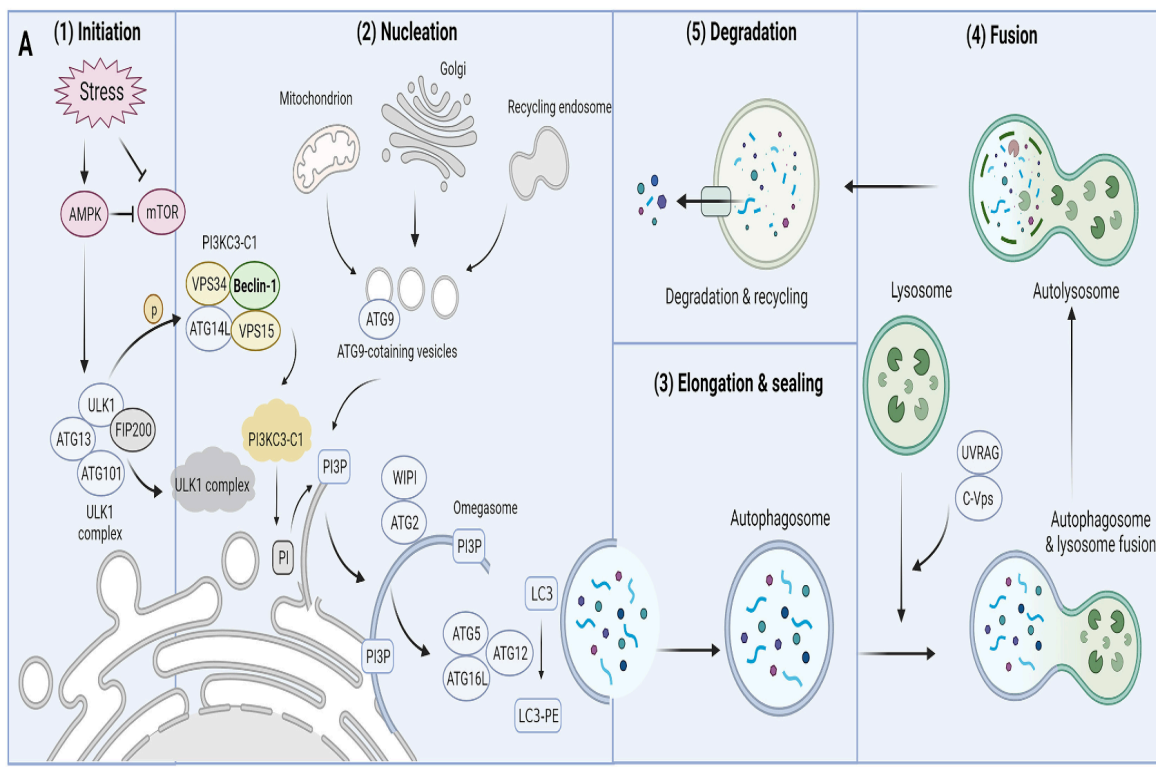 A
(1) Initiation
Stress
AMPK
mTOR
p
ULK1
ATG13
FIP200
ATG101
ULK1
complex
(2) Nucleation
Mitochondrion
Golgi
Recycling endosome
PI3KC3-C1
VPS34
Beclin-1
ATG14L
VPS15
ATG9
ATG9-cotaining vesicles
PI3KC3-C1
ULK1 complex
PI3P
PI
WIPI
ATG2
Omegasome
PI3P
PI3P
LC3
ATG5
ATG12
ATG16L
LC3-PE
(5) Degradation
Degradation & recycling
(3) Elongation & sealing
Autophagosome
(4) Fusion
Lysosome
Autolysosome
UVRAG
C-Vps
Autophagosome
& lysosome fusion